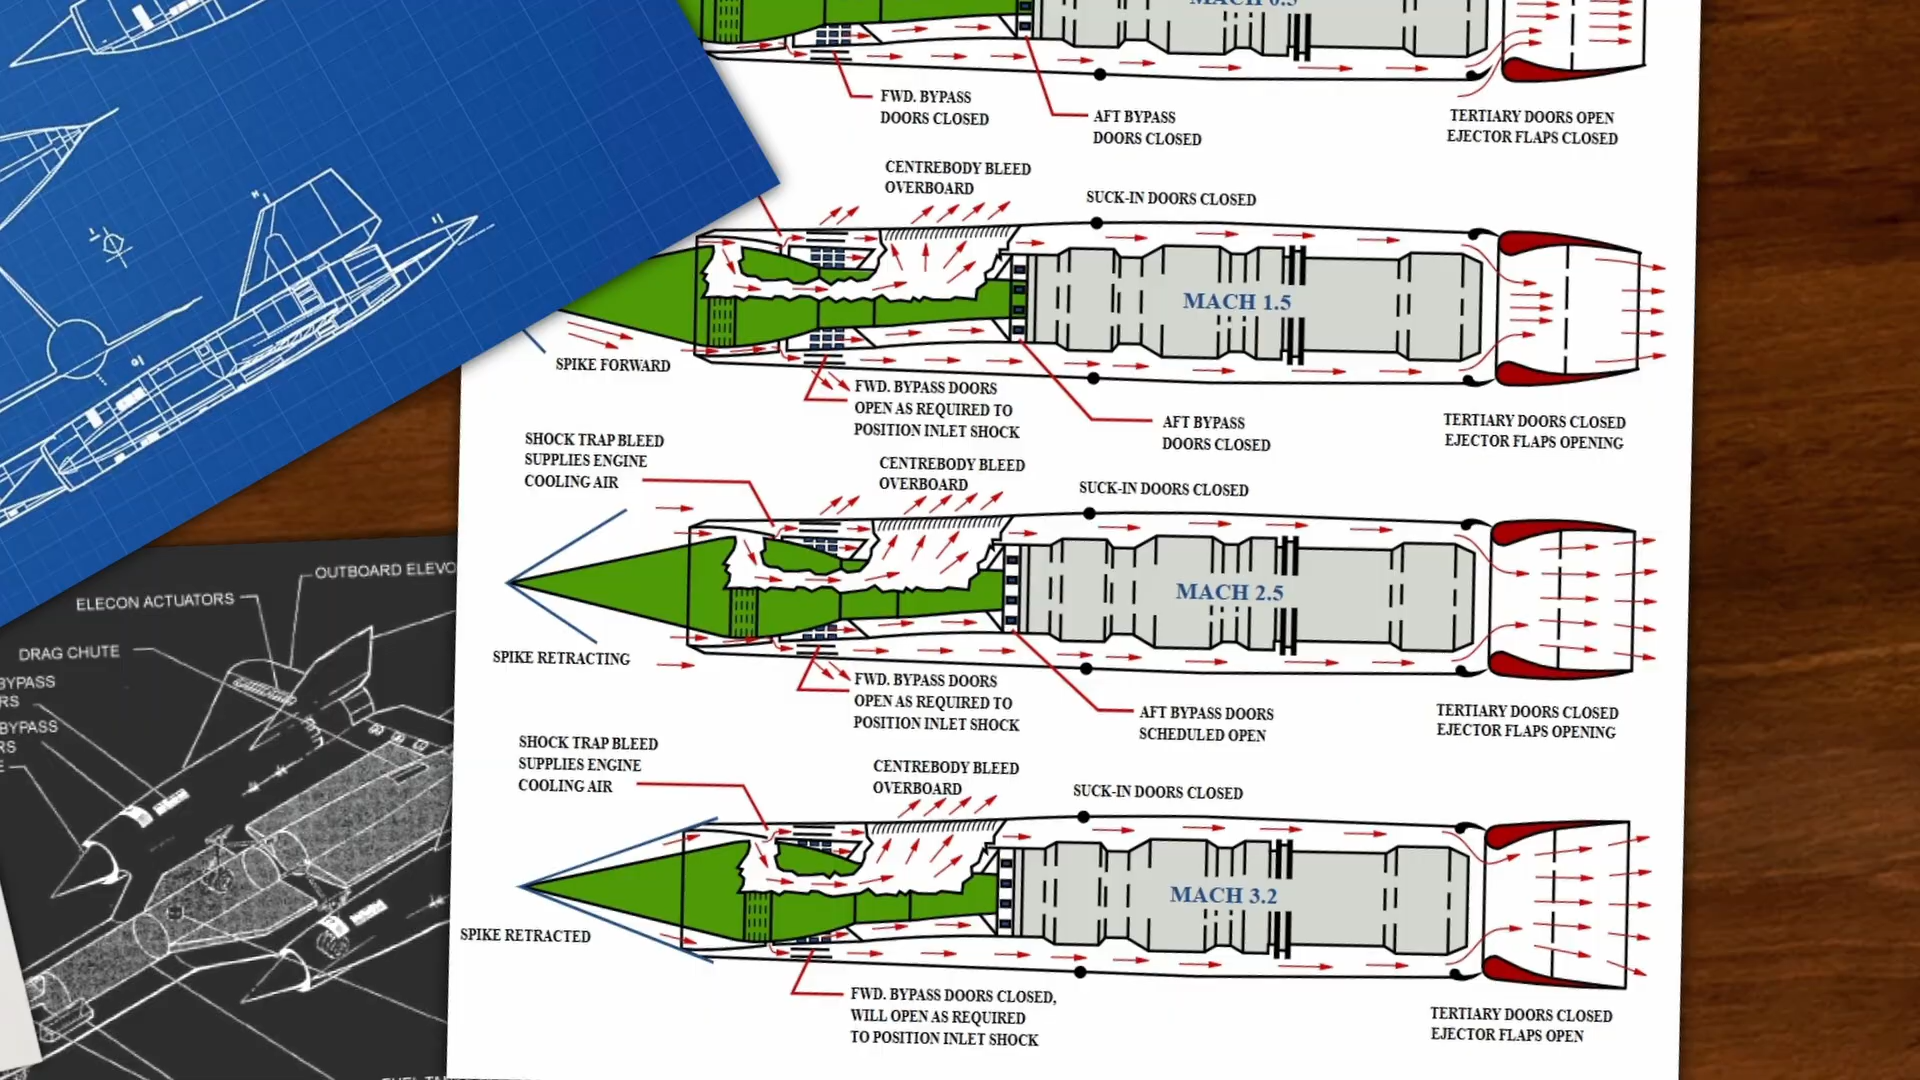 MACH 0.5
FWD. BYPASS
DOORS CLOSED
AFT BYPASS
DOORS CLOSED
TERTIARY DOORS OPEN
EJECTOR FLAPS CLOSED
CENTREBODY BLEED
OVERBOARD
SUCK-IN DOORS CLOSED
MACH 1.5
SPIKE FORWARD
FWD. BYPASS DOORS
OPEN AS REQUIRED TO
POSITION INLET SHOCK
AFT BYPASS
DOORS CLOSED
TERTIARY DOORS CLOSED
EJECTOR FLAPS OPENING
SHOCK TRAP BLEED
SUPPLIES ENGINE
COOLING AIR
CENTREBODY BLEED
OVERBOARD
SUCK-IN DOORS CLOSED
MACH 2.5
SPIKE RETRACTING
FWD. BYPASS DOORS
OPEN AS REQUIRED TO
POSITION INLET SHOCK
AFT BYPASS DOORS
SCHEDULED OPEN
TERTIARY DOORS CLOSED
EJECTOR FLAPS OPENING
SHOCK TRAP BLEED
SUPPLIES ENGINE
COOLING AIR
CENTREBODY BLEED
OVERBOARD
SUCK-IN DOORS CLOSED
MACH 3.2
SPIKE RETRACTED
FWD. BYPASS DOORS CLOSED,
WILL OPEN AS REQUIRED
TO POSITION INLET SHOCK
TERTIARY DOORS CLOSED
EJECTOR FLAPS OPEN
OUTBOARD ELEVO
ELECON ACTUATORS
DRAG CHUTE
BYPASS
RS
BYPASS
RS